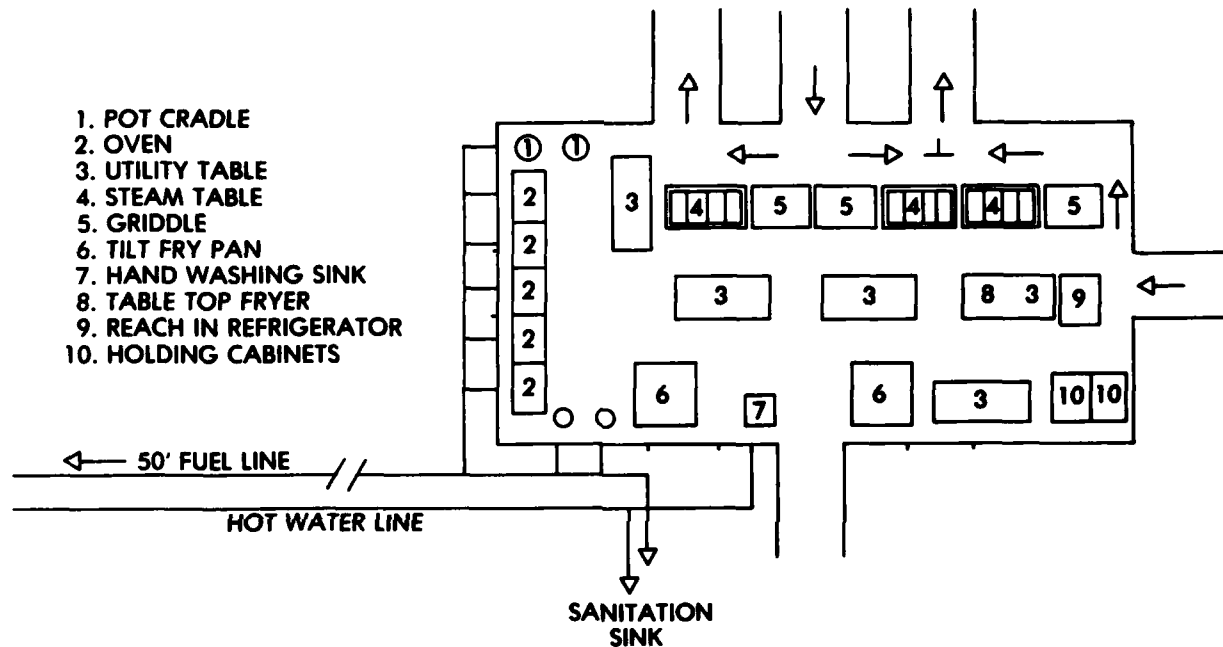 1. POT CRADLE
2. OVEN
3. UTILITY TABLE
4. STEAM TABLE
5. GRIDDLE
6. TILT FRY PAN
7. HAND WASHING SINK
8. TABLE TOP FRYER
9. REACH IN REFRIGERATOR
10. HOLDING CABINETS
1 1
2
3
4 5 5 4 4 5
2
2
3 3 8 3 9
2
2
6 7 6 3 10 10
50' FUEL LINE
HOT WATER LINE
SANITATION
SINK